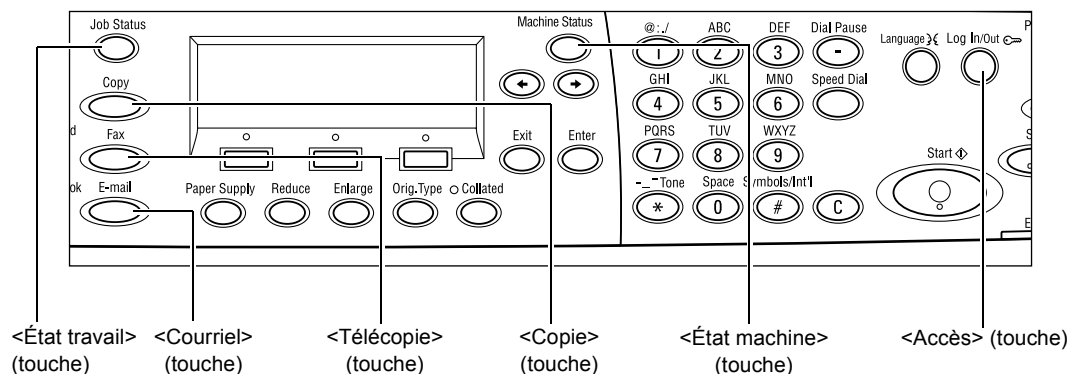 Job Status
Machine Status
@:./ ABC DEF Dial Pause
Language Log In/Out P
1 2 3 -
Copy
GHI JKL MNO Speed Dial
4 5 6
d Fax
Exit Enter
PQRS TUV WXYZ
7 8 9
Start S
ok E-mail
Paper Supply Reduce Enlarge Orig.Type Collated
-_~ Tone Space Symbols/Int'l
* 0 # C
E
<État travail> <Courriel> <Télécopie> <Copie> <État machine> <Accès> (touche)
(touche) (touche) (touche) (touche) (touche)